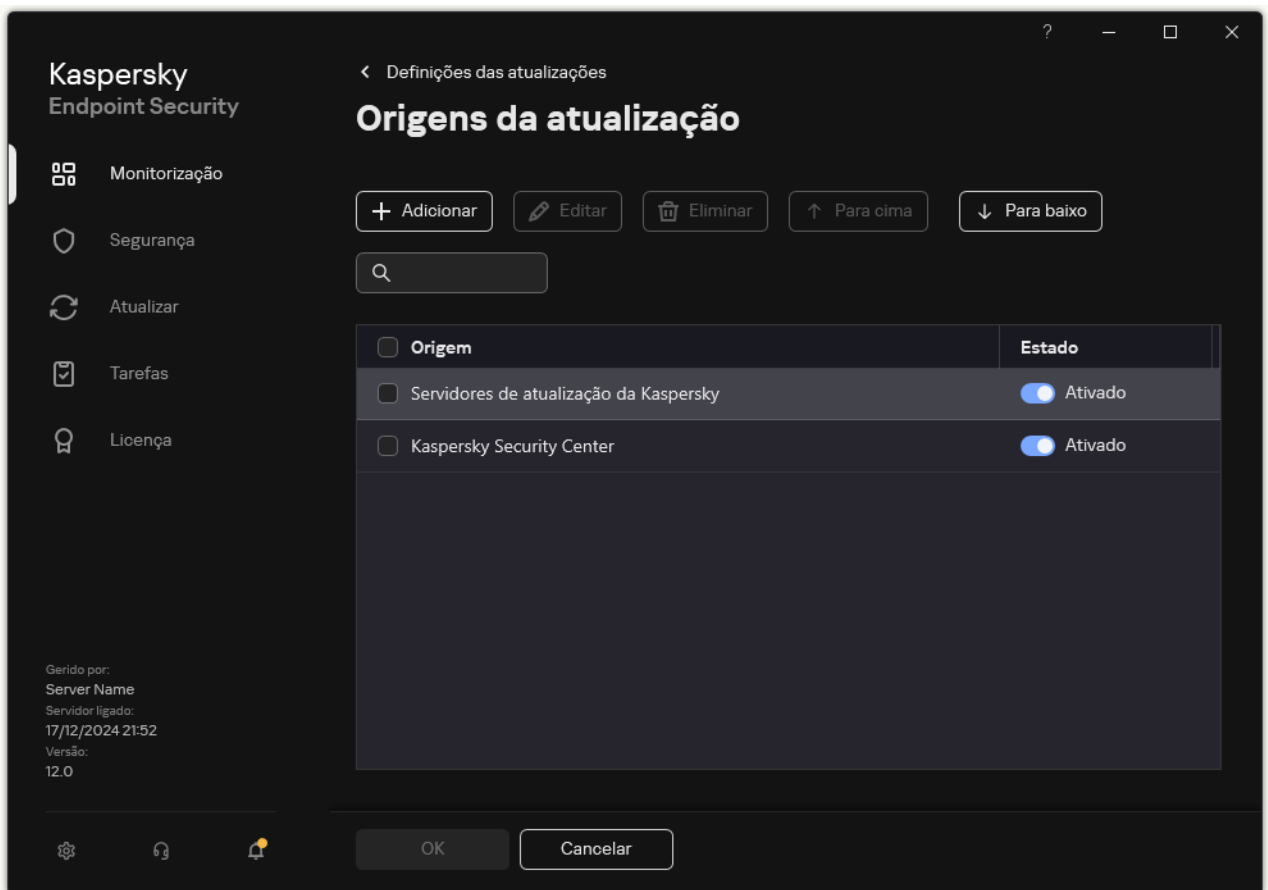 ?
Kaspersky
Endpoint Security
Monitorização
Segurança
Atualizar
Tarefas
Licença
Gerido por:
Server Name
Servidor ligado:
17/12/2024 21:52
Versão:
12.0
Definições das atualizações
Origens da atualização
Adicionar
Editar
Eliminar
Para cima
Para baixo
Origem Estado
Servidores de atualização da Kaspersky Ativado
Kaspersky Security Center Ativado
OK Cancelar